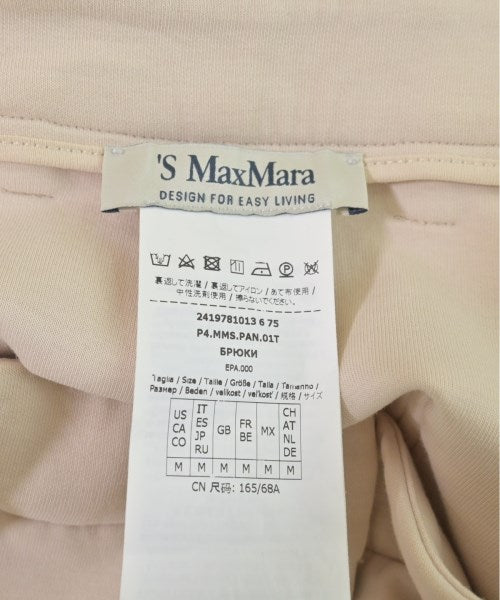 'S MaxMara
DESIGN FOR EASY LIVING
裏返して洗濯 / 裏返してアイロン / あて布使用 /
中性洗剤使用 / 擦らないでください。
2419781013 6 75
P4.MMS.PAN.01T
БРЮКИ
EPA.000
Taglia / Size / Taille / Größe / Talla / Tamanho /
Размер / Beden / velikost / veľkosť / 規格 / サイズ
US CA CO IT ES JP RU GB FR BE MX CH AT NL DE
M M M M M M
CN 尺码: 165/68A